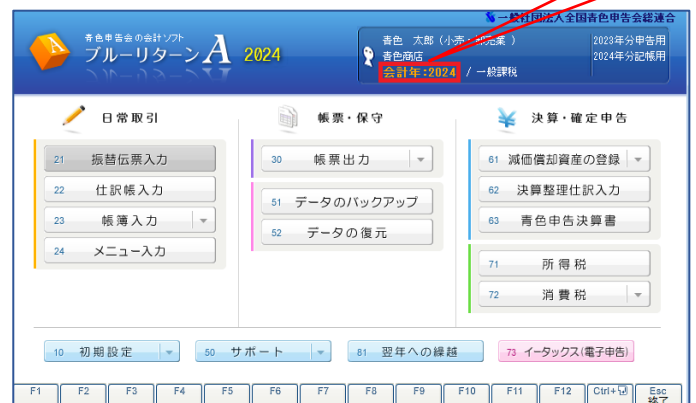 一般社団法人全国青色申告会総連合
青色申告会の会計ソフト
ブルーリターンA 2024
青色 太郎（小売・卸売業 ）
青色商店
会計年:2024 / 一般課税
2023年分申告用
2024年分記帳用
日常取引
21 振替伝票入力
22 仕訳帳入力
23 帳簿入力
24 メニュー入力
帳票・保守
30 帳票出力
51 データのバックアップ
52 データの復元
決算・確定申告
61 減価償却資産の登録
62 決算整理仕訳入力
63 青色申告決算書
71 所得税
72 消費税
10 初期設定
50 サポート
81 翌年への繰越
73 イータックス(電子申告)
F1 F2 F3 F4 F5 F6 F7 F8 F9 F10 F11 F12 Ctrl+ Esc
終了